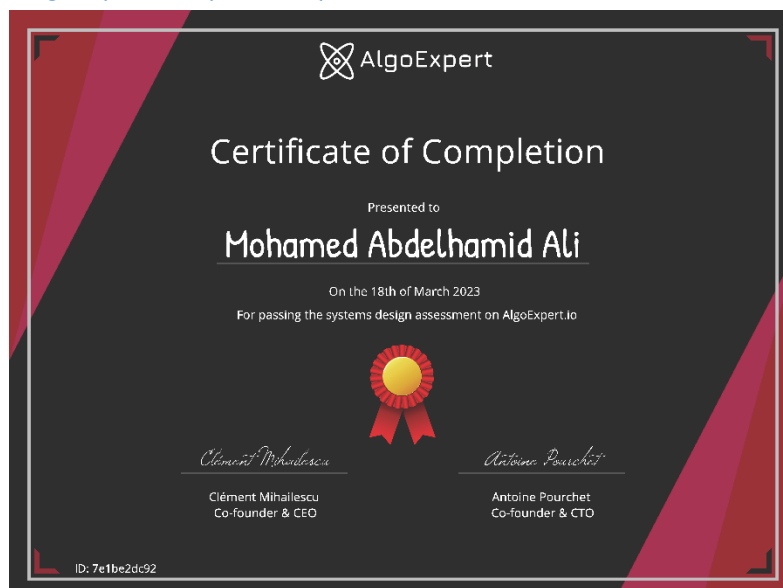 AlgoExpert
Certificate of Completion
Presented to
Mohamed Abdelhamid Ali
On the 18th of March 2023
For passing the systems design assessment on AlgoExpert.io
Clément Mihailescu
Antoine Pourchet
Clément Mihailescu
Antoine Pourchet
Co-founder & CEO
Co-founder & CTO
ID: 7e1be2dc92